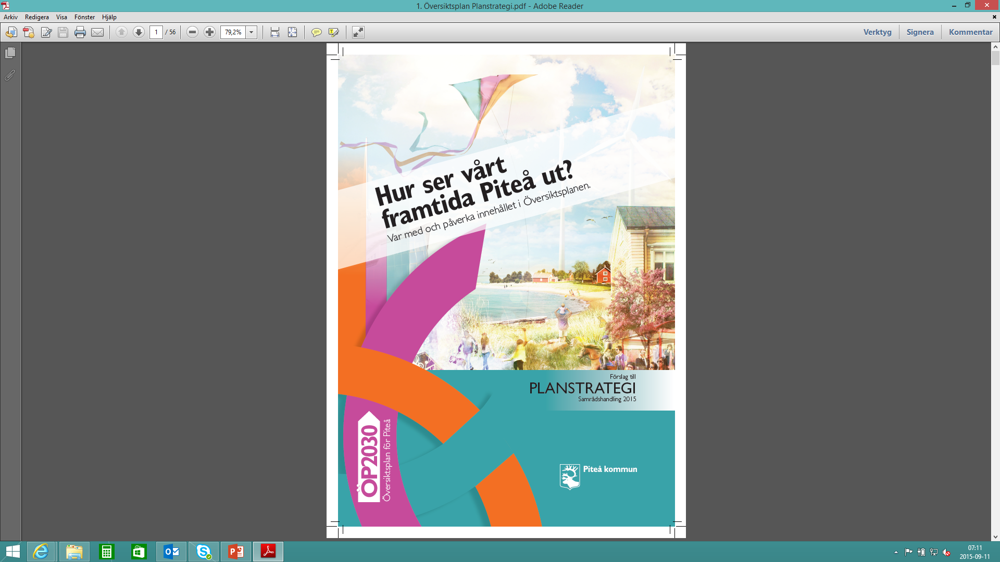 1. Översiktsplan Planstrategi.pdf - Adobe Reader
Arkiv Redigera Visa Fönster Hjälp
1 / 56 79,2% Verktyg Signera Kommentar
Hur ser vårt
framtida Piteå ut?
Var med och påverka innehållet i Översiktsplanen.
Förslag till
PLANSTRATEGI
Samrådshandling 2015
ÖP2030
Översiktsplan för Piteå
Piteå kommun
07:11
2015-09-11